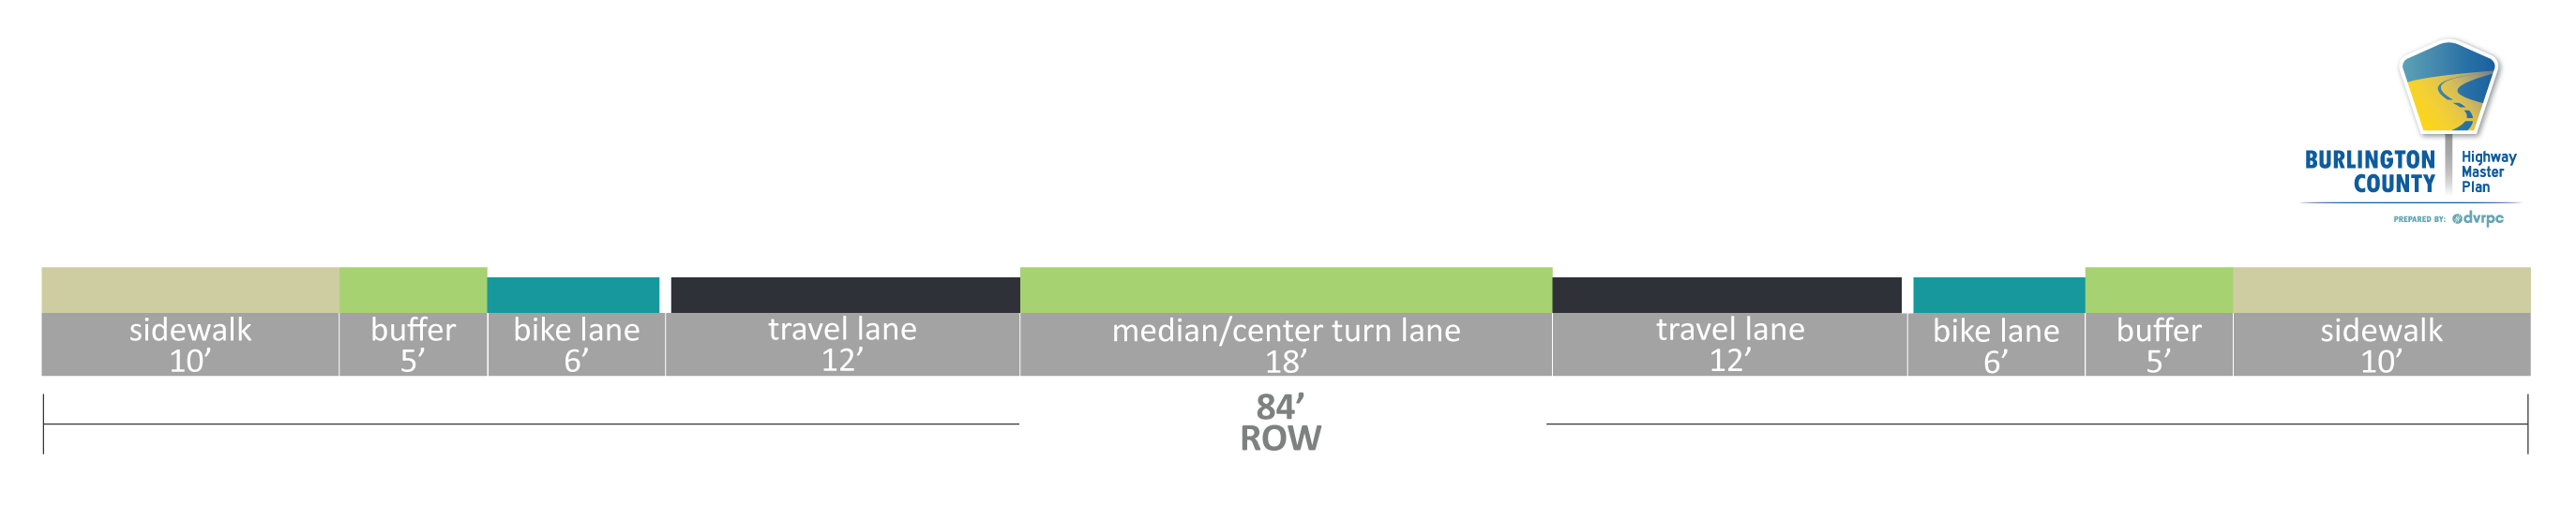 BURLINGTON
COUNTY
Highway
Master
Plan
PREPARED BY: dvrpc
sidewalk
10’
buffer
5’
bike lane
6’
travel lane
12’
median/center turn lane
18’
travel lane
12’
bike lane
6’
buffer
5’
sidewalk
10’
84’
ROW